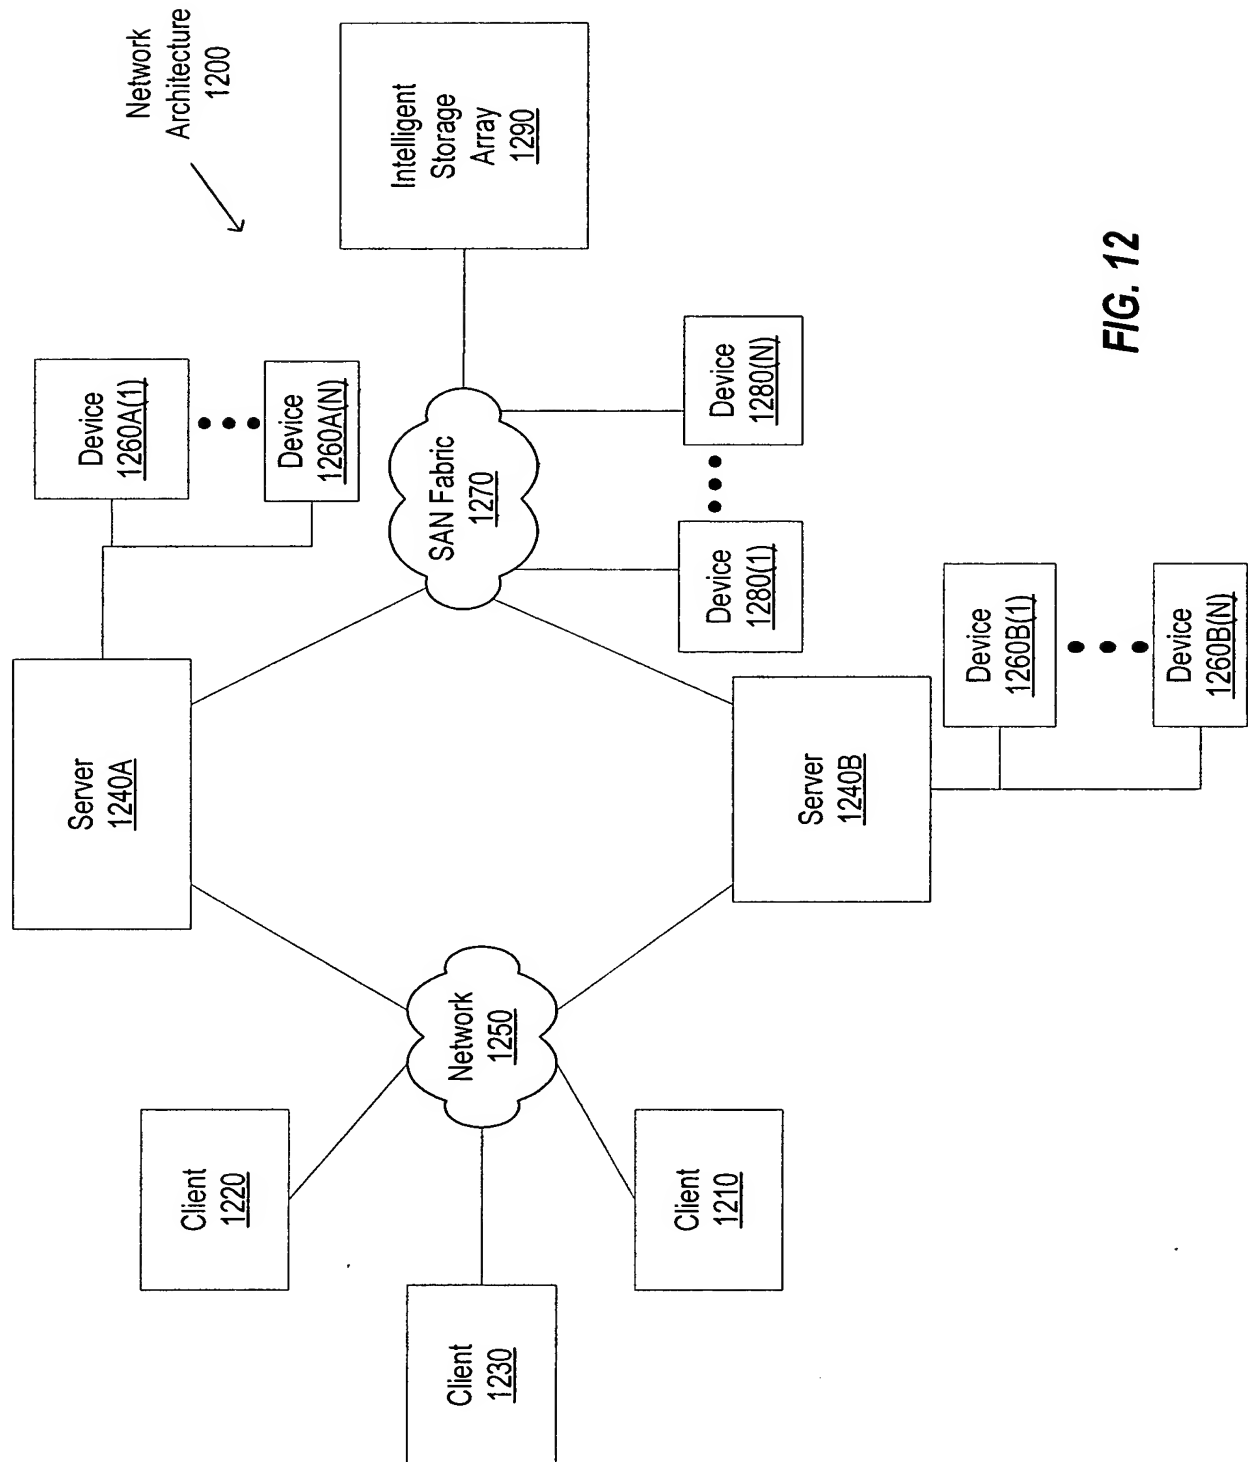 Network
Architecture
1200
Device
1260A(1)
Device
1260A(N)
Intelligent
Storage
Array
1290
Server
1240A
SAN Fabric
1270
Device
1280(1)
Device
1280(N)
Client
1220
Network
1250
Client
1230
Client
1210
Server
1240B
Device
1260B(1)
Device
1260B(N)
FIG. 12